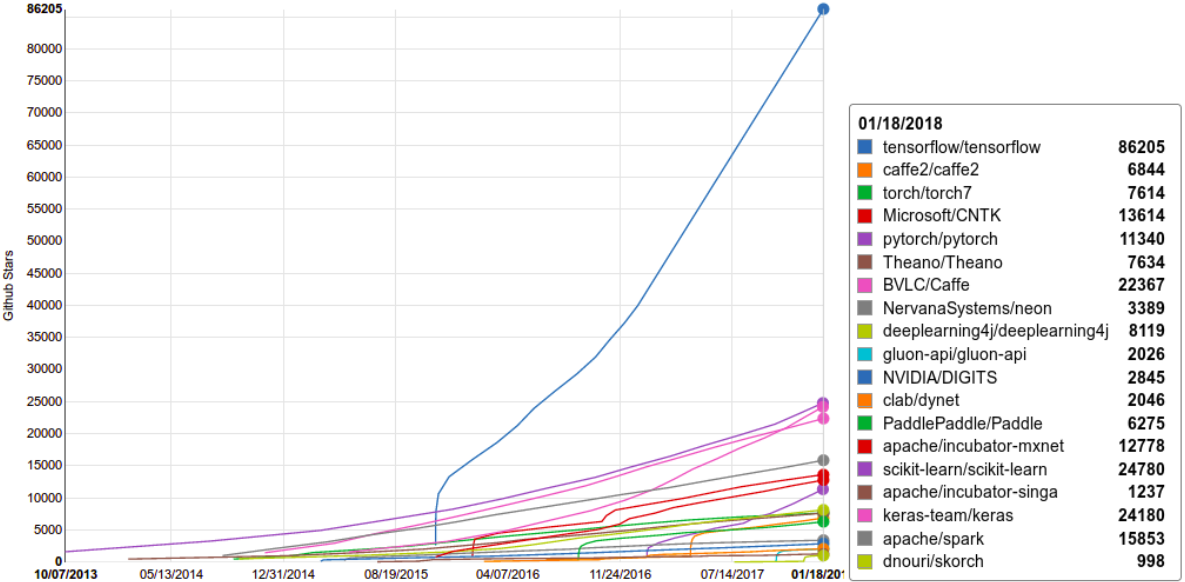 86205
80000
75000
70000
65000
60000
55000
50000
45000
40000
35000
30000
25000
20000
15000
10000
5000
0
Github Stars
10/07/2013 05/13/2014 12/31/2014 08/19/2015 04/07/2016 11/24/2016 07/14/2017 01/18/201
01/18/2018
tensorflow/tensorflow 86205
caffe2/caffe2 6844
torch/torch7 7614
Microsoft/CNTK 13614
pytorch/pytorch 11340
Theano/Theano 7634
BVLC/Caffe 22367
NervanaSystems/neon 3389
deeplearning4j/deeplearning4j 8119
gluon-api/gluon-api 2026
NVIDIA/DIGITS 2845
clab/dynet 2046
PaddlePaddle/Paddle 6275
apache/incubator-mxnet 12778
scikit-learn/scikit-learn 24780
apache/incubator-singa 1237
keras-team/keras 24180
apache/spark 15853
dnouri/skorch 998